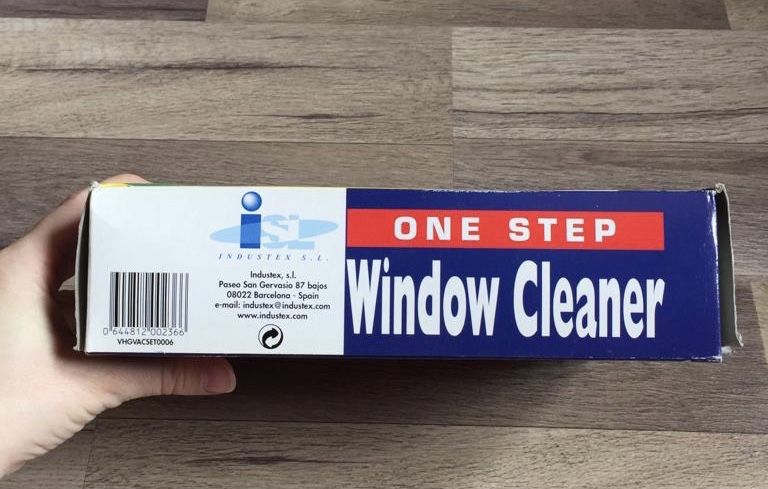 iSL
INDUSTEX S.L.
Industex, s.l.
Paseo San Gervasio 87 bajos
08022 Barcelona - Spain
e-mail: industex@industex.com
www.industex.com
0 644812 002366
VHGVACSET0006
ONE STEP
Window Cleaner